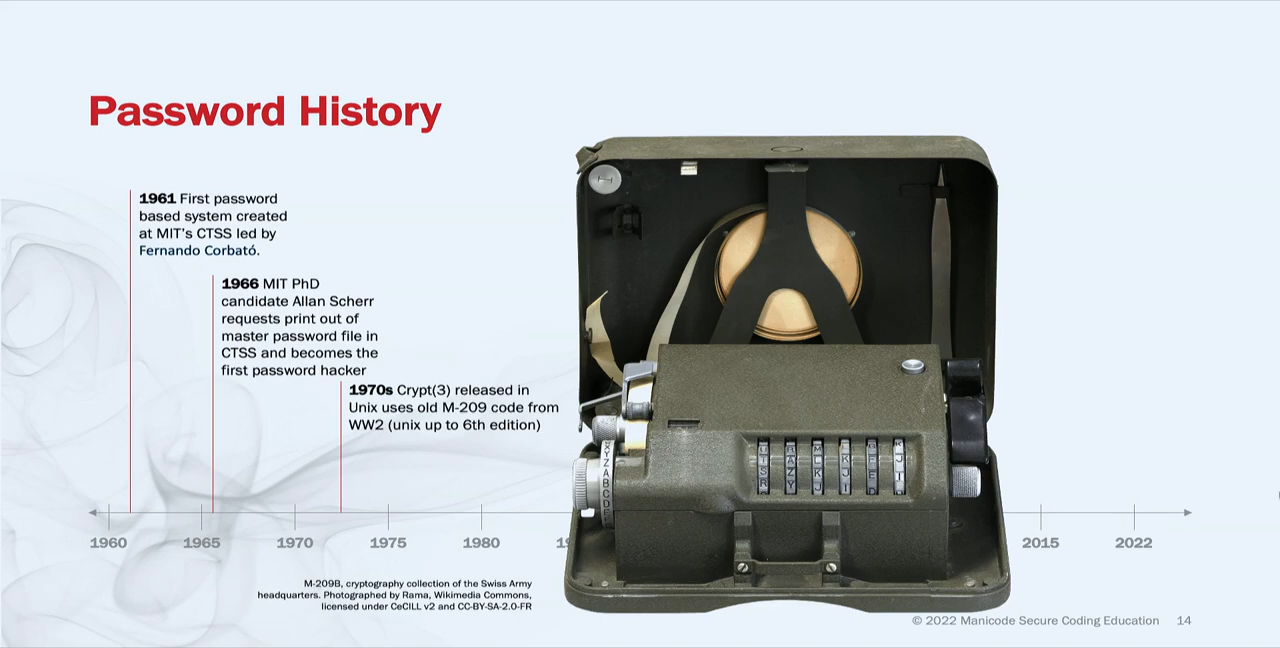 Password History
1961 First password
based system created
at MIT's CTSS led by
Fernando Corbató.
1966 MIT PhD
candidate Allan Scherr
requests print out of
master password file in
CTSS and becomes the
first password hacker
1970s Crypt(3) released in
Unix uses old M-209 code from
WW2 (unix up to 6th edition)
1960 1965 1970 1975 1980 2015 2022
M-209B, cryptography collection of the Swiss Army
headquarters. Photographed by Rama, Wikimedia Commons,
licensed under CeCILL v2 and CC-BY-SA-2.0-FR
© 2022 Manicode Secure Coding Education 14